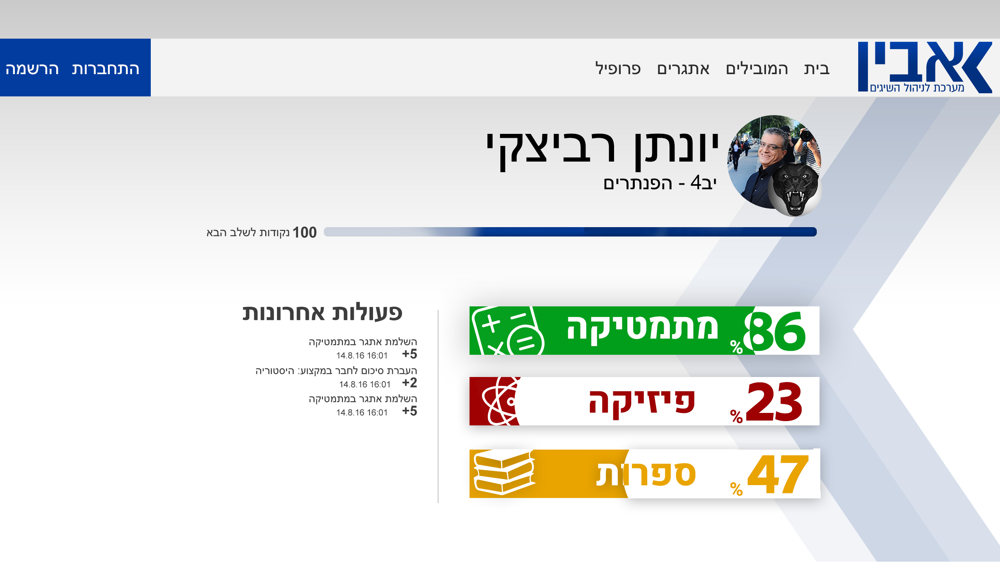 אבין
מערכת לניהול השיגים
בית המובילים אתגרים פרופיל
התחברות הרשמה
יונתן רביצקי
יב4 - הפנתרים
100 נקודות לשלב הבא
86% מתמטיקה
23% פיזיקה
47% ספרות
פעולות אחרונות
השלמת אתגר במתמטיקה
+5 14.8.16 16:01
העברת סיכום לחבר במקצוע: היסטוריה
+2 14.8.16 16:01
השלמת אתגר במתמטיקה
+5 14.8.16 16:01